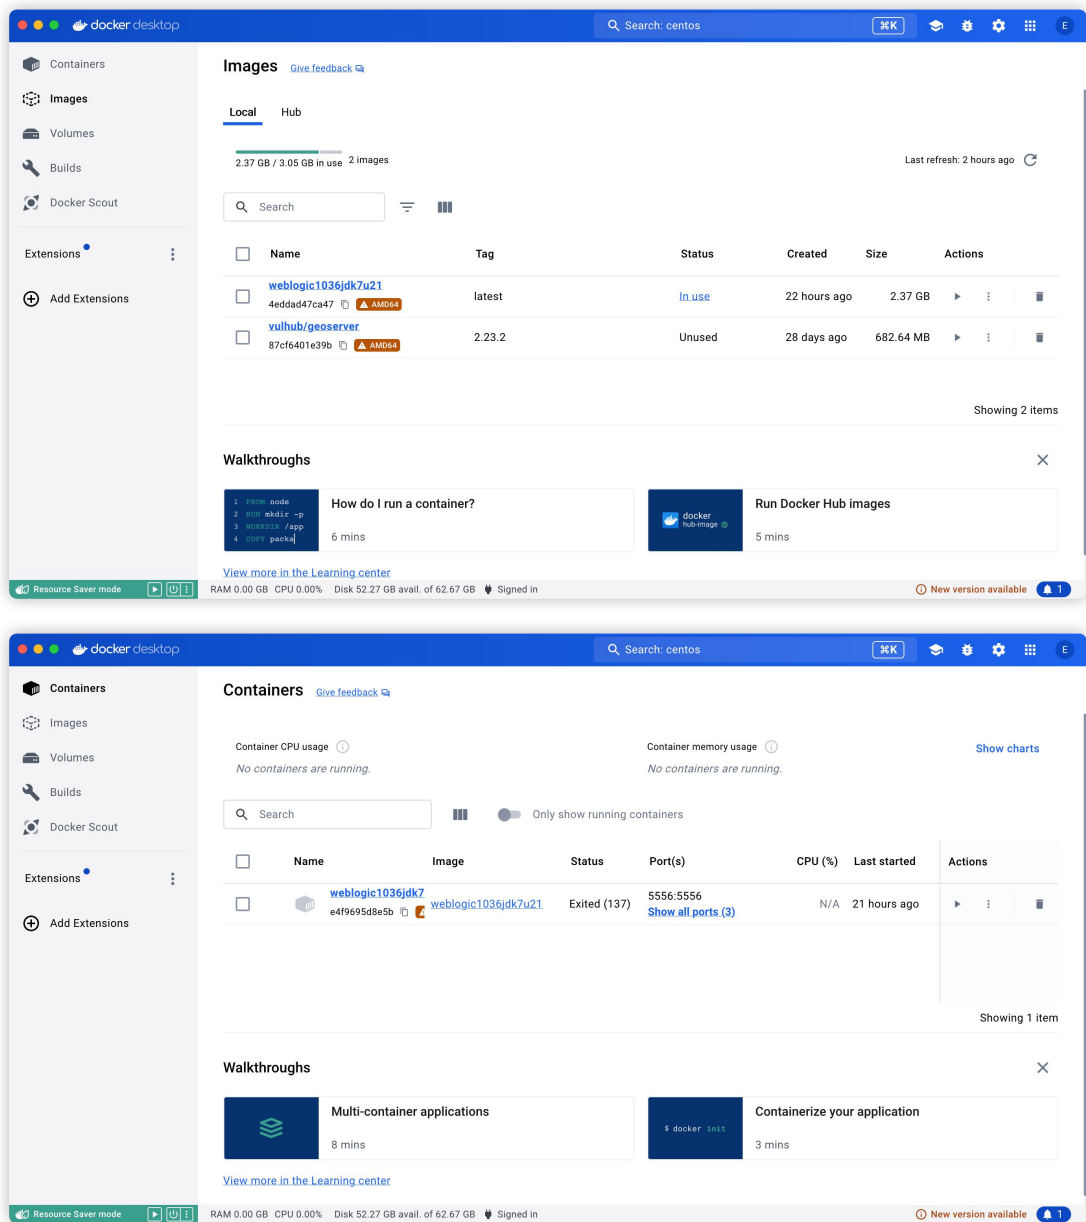 docker desktop
Search: centos
⌘K
E
Containers
Images
Volumes
Builds
Docker Scout
Extensions
Add Extensions
Images Give feedback
Local Hub
2.37 GB / 3.05 GB in use 2 images
Last refresh: 2 hours ago
Search
Name Tag Status Created Size Actions
weblogic1036jdk7u21
4eddad47ca47 AMD64
latest In use 22 hours ago 2.37 GB
vulhub/geoserver
87cf6401e39b AMD64
2.23.2 Unused 28 days ago 682.64 MB
Showing 2 items
Walkthroughs
1 FROM node
2 RUN mkdir -p
3 WORKDIR /app
4 COPY packa
How do I run a container?
6 mins
docker
hub-image
Run Docker Hub images
5 mins
View more in the Learning center
Resource Saver mode
RAM 0.00 GB CPU 0.00% Disk 52.27 GB avail. of 62.67 GB Signed in
New version available
1
docker desktop
Search: centos
⌘K
E
Containers
Images
Volumes
Builds
Docker Scout
Extensions
Add Extensions
Containers Give feedback
Container CPU usage
No containers are running.
Container memory usage
No containers are running.
Show charts
Search
Only show running containers
Name Image Status Port(s) CPU (%) Last started Actions
weblogic1036jdk7
e4f9695d8e5b
weblogic1036jdk7u21
Exited (137)
5556:5556
Show all ports (3)
N/A 21 hours ago
Showing 1 item
Walkthroughs
Multi-container applications
8 mins
$ docker init
Containerize your application
3 mins
View more in the Learning center
Resource Saver mode
RAM 0.00 GB CPU 0.00% Disk 52.27 GB avail. of 62.67 GB Signed in
New version available
1